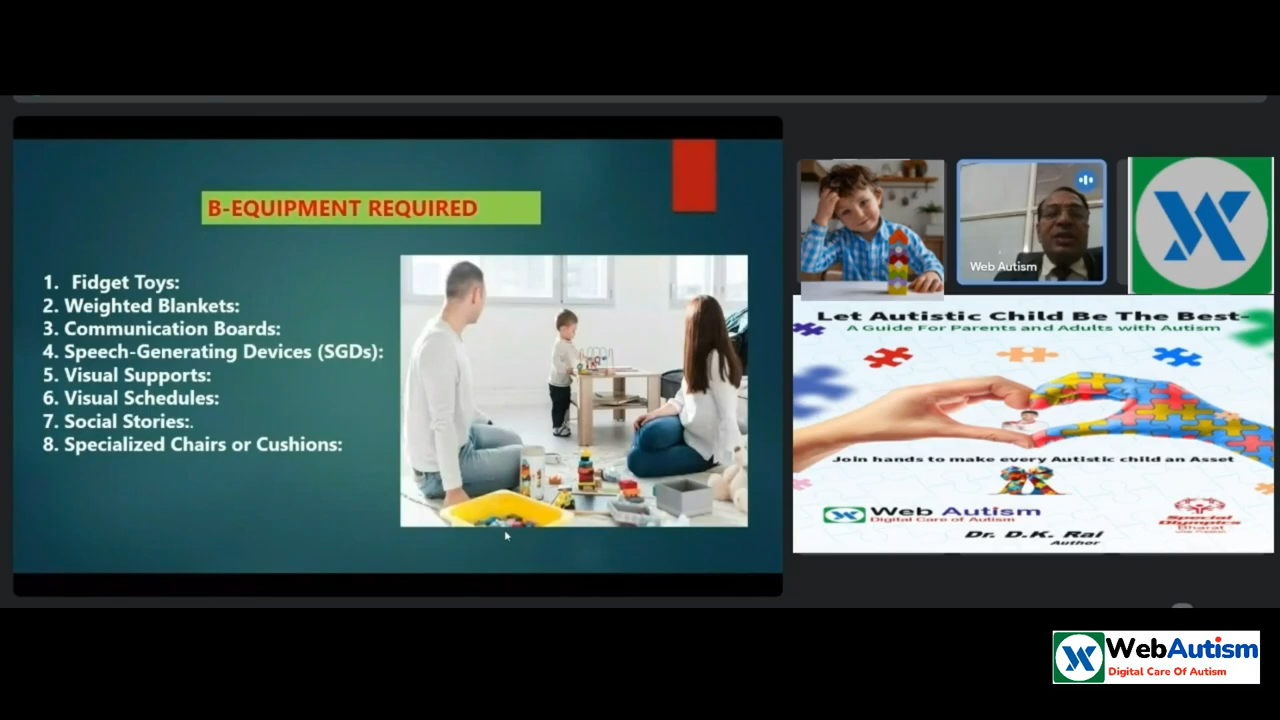 B-EQUIPMENT REQUIRED
1. Fidget Toys:
2. Weighted Blankets:
3. Communication Boards:
4. Speech-Generating Devices (SGDs):
5. Visual Supports:
6. Visual Schedules:
7. Social Stories:.
8. Specialized Chairs or Cushions:
Web Autism
Let Autistic Child Be The Best-
A Guide For Parents and Adults with Autism
Join hands to make every Autistic child an Asset
Web Autism
Digital Care of Autism
Special
Olympics
Bharat
Dr. D.K. Rai
Author
WebAutism
Digital Care Of Autism